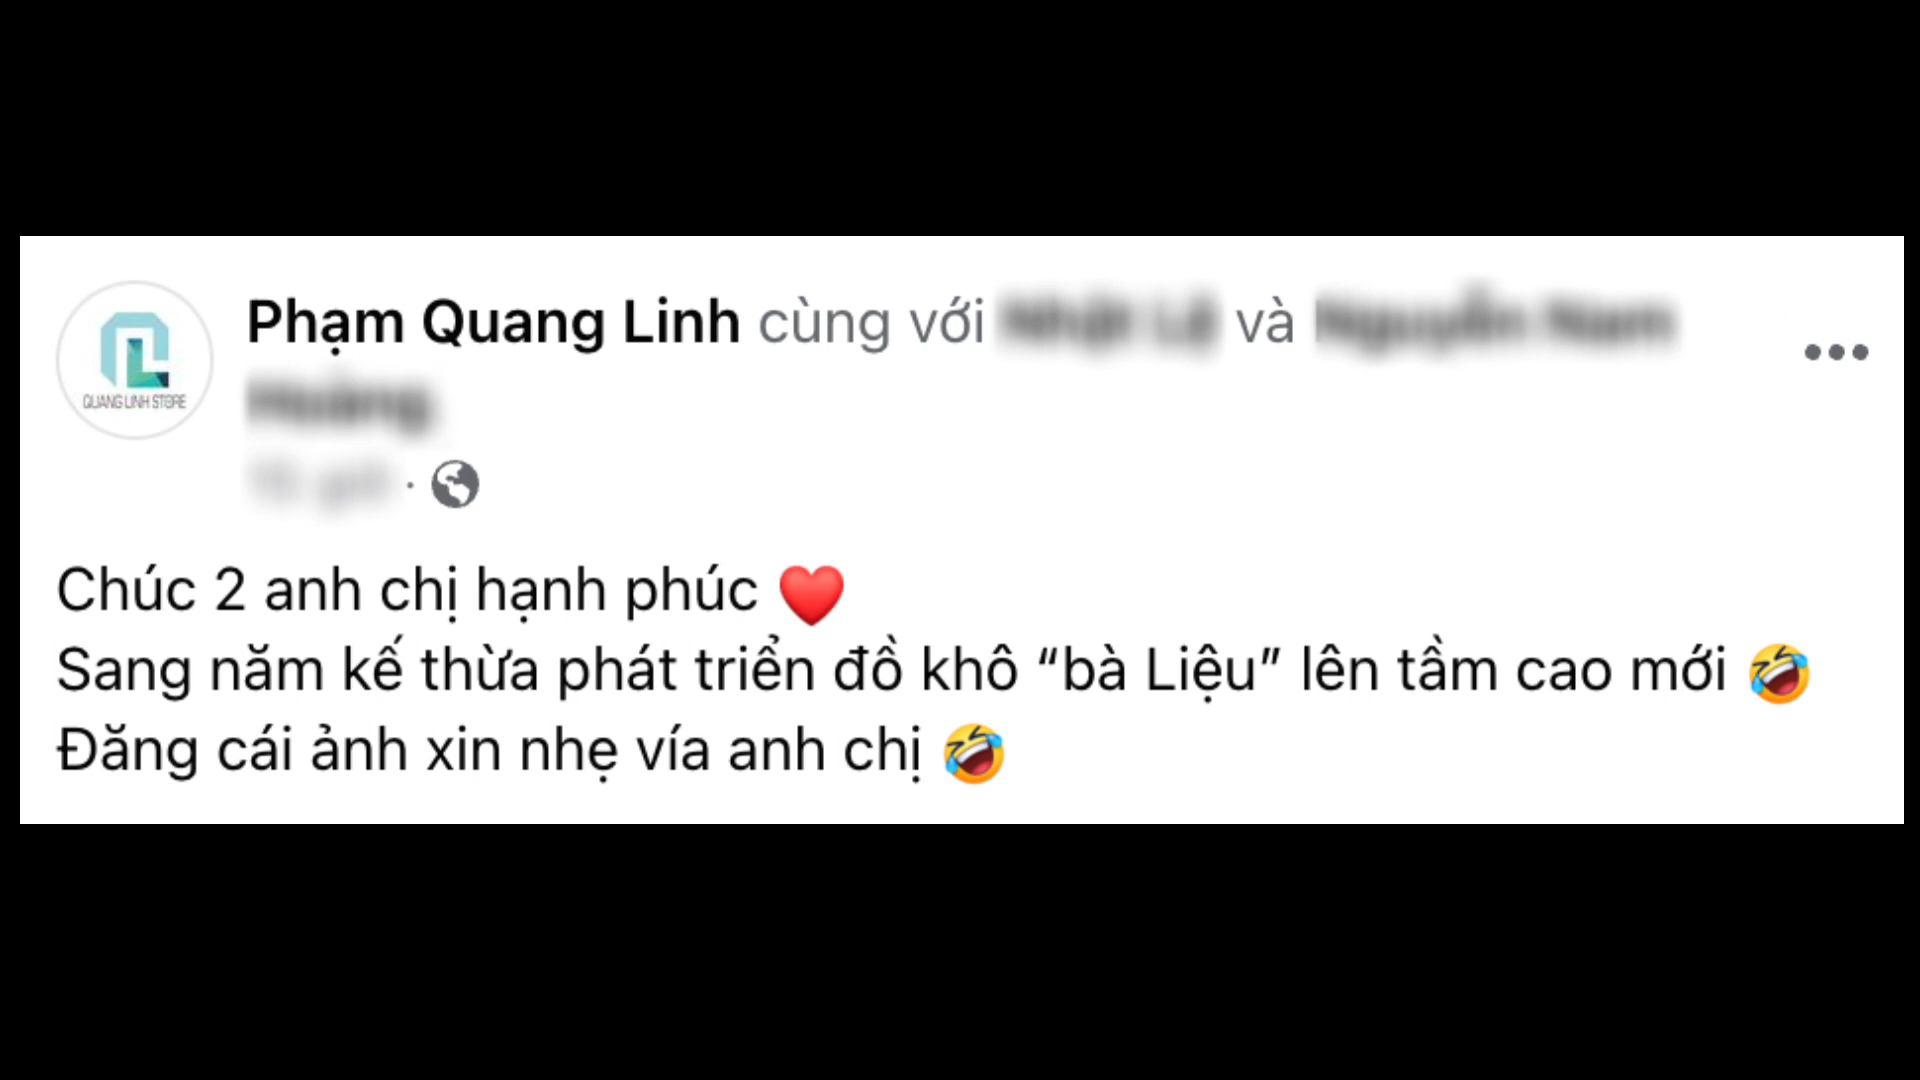 Phạm Quang Linh cùng với và
QUANG LINH STORE
Chúc 2 anh chị hạnh phúc ❤️
Sang năm kế thừa phát triển đồ khô “bà Liệu” lên tầm cao mới 🤣
Đăng cái ảnh xin nhẹ vía anh chị 🤣